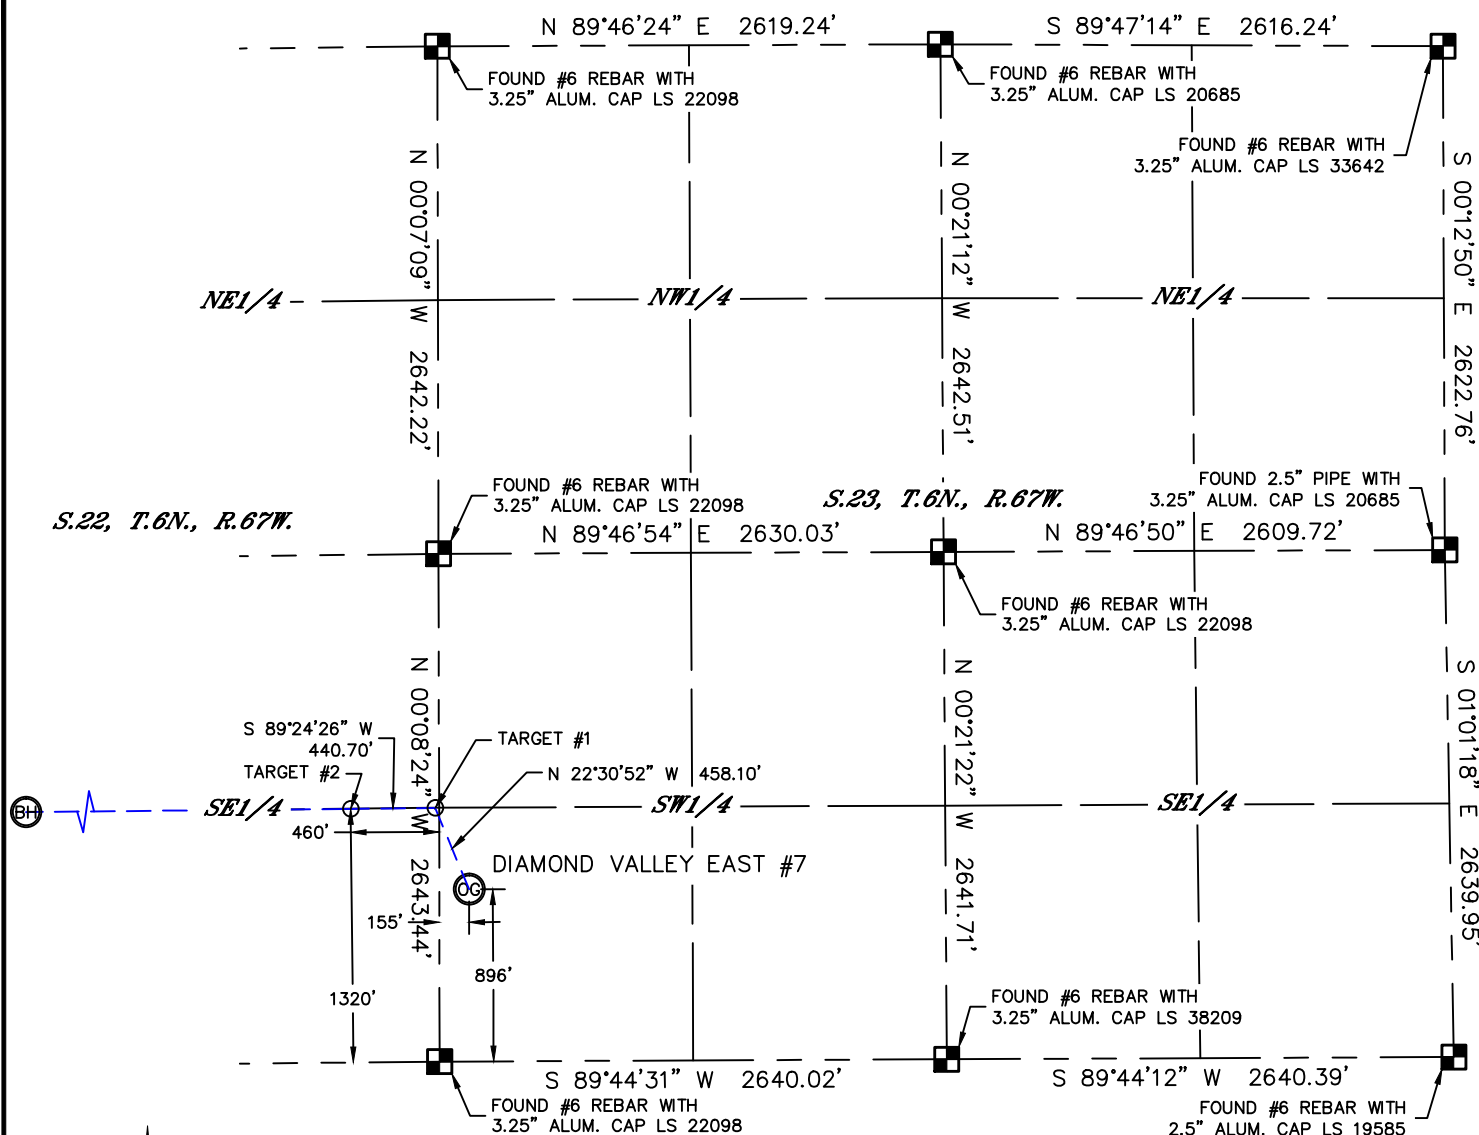 N 89°46'24" E 2619.24'
S 89°47'14" E 2616.24'
FOUND #6 REBAR WITH
3.25" ALUM. CAP LS 22098
FOUND #6 REBAR WITH
3.25" ALUM. CAP LS 20685
FOUND #6 REBAR WITH
3.25" ALUM. CAP LS 33642
N 00°07'09" W 2642.22'
N 00°21'12" W 2642.51'
S 00°12'50" E 2622.76'
NE1/4
NW1/4
NE1/4
FOUND #6 REBAR WITH
3.25" ALUM. CAP LS 22098
FOUND 2.5" PIPE WITH
3.25" ALUM. CAP LS 20685
S.22, T.6N., R.67W.
S.23, T.6N., R.67W.
N 89°46'54" E 2630.03'
N 89°46'50" E 2609.72'
FOUND #6 REBAR WITH
3.25" ALUM. CAP LS 22098
N 00°08'24" W 2643.44'
N 00°21'22" W 2641.71'
S 01°01'18" E 2639.95'
S 89°24'26" W
440.70'
TARGET #1
TARGET #2
N 22°30'52" W 458.10'
BH
SE1/4
SW1/4
SE1/4
460'
DIAMOND VALLEY EAST #7
OG
155'
896'
1320'
FOUND #6 REBAR WITH
3.25" ALUM. CAP LS 38209
S 89°44'31" W 2640.02'
S 89°44'12" W 2640.39'
FOUND #6 REBAR WITH
3.25" ALUM. CAP LS 22098
FOUND #6 REBAR WITH
2.5" ALUM. CAP LS 19585